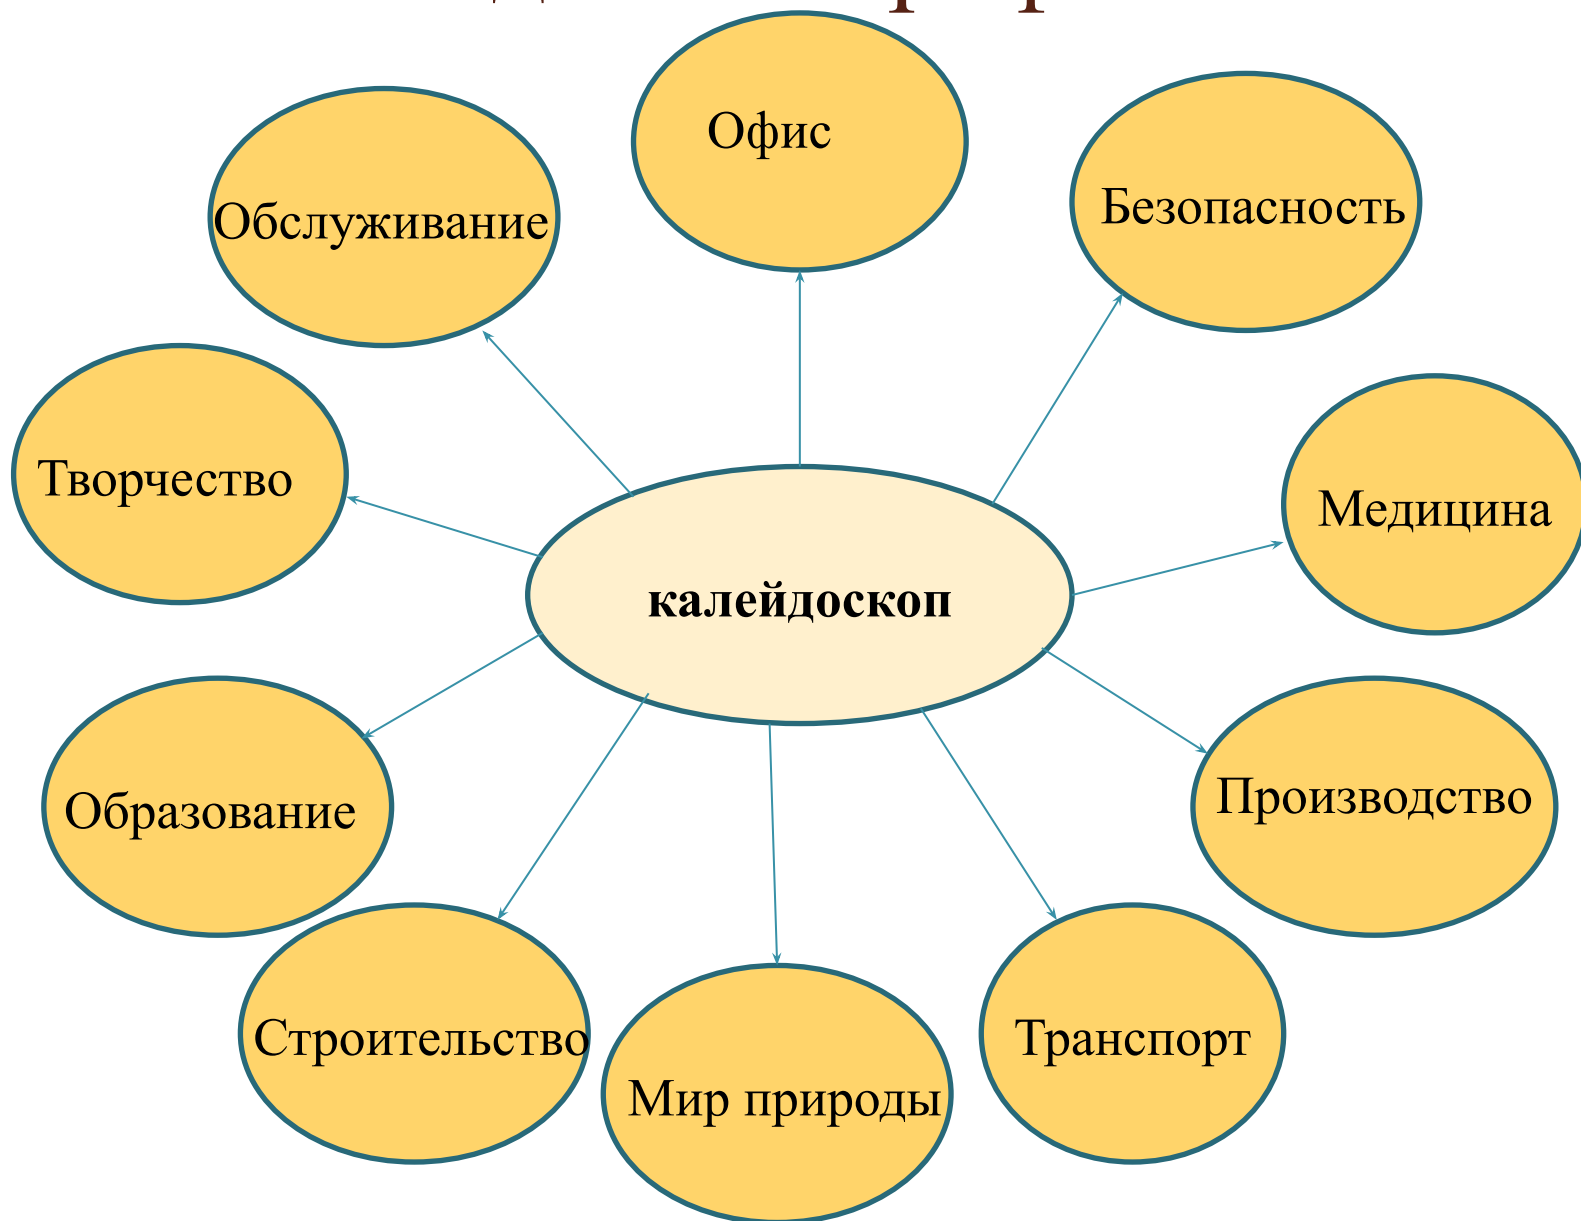 Офис
Безопасность
Обслуживание
Творчество
Медицина
калейдоскоп
Производство
Образование
Строительство
Транспорт
Мир природы